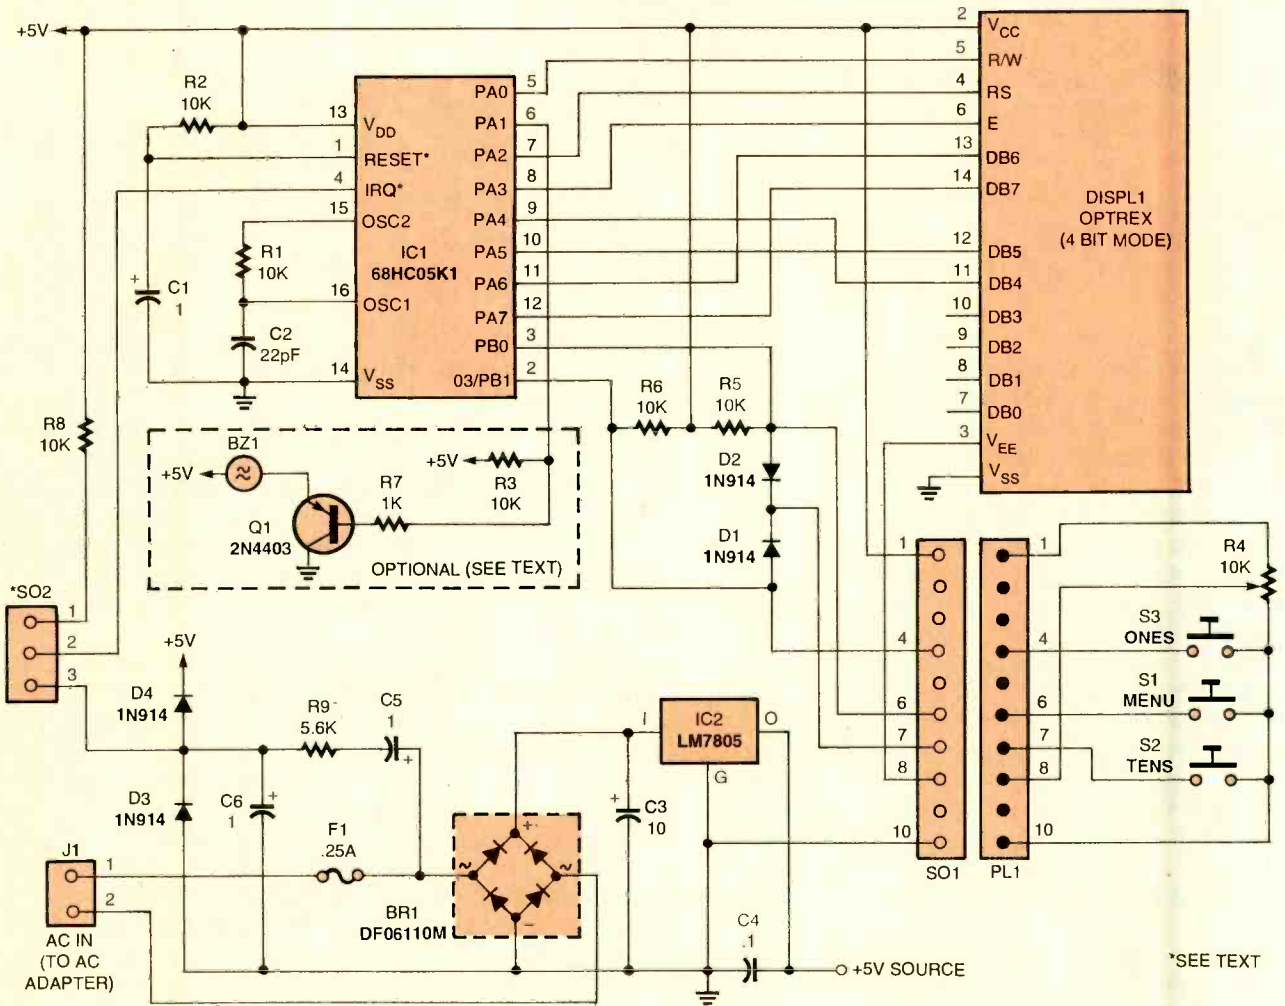 +5V
R2
10K
13
V_DD
1
RESET*
4
IRQ*
15
OSC2
R1
10K
16
OSC1
C2
22pF
14
V_SS
+
C1
1
IC1
68HC05K1
PA0
5
PA1
6
PA2
7
PA3
8
PA4
9
PA5
10
PA6
11
PA7
12
PB0
3
03/PB1
2
2
V_CC
5
R/W
4
RS
6
E
13
DB6
14
DB7
12
DB5
11
DB4
10
DB3
9
DB2
8
DB1
7
DB0
3
V_EE
V_SS
DISPL1
OPTREX
(4 BIT MODE)
R8
10K
BZ1
+5V
Q1
2N4403
R7
1K
+5V
R3
10K
OPTIONAL (SEE TEXT)
R6
10K
R5
10K
D2
1N914
D1
1N914
*SO2
1
2
3
+5V
D4
1N914
D3
1N914
R9
5.6K
C5
1
+
C6
1
+
F1
.25A
J1
1
2
AC IN
(TO AC
ADAPTER)
~
+
~
−
BR1
DF06110M
I
IC2
LM7805
O
G
+
C3
10
C4
.1
+5V SOURCE
1
4
6
7
8
10
SO1
1
4
6
7
8
10
PL1
R4
10K
S3
ONES
S1
MENU
S2
TENS
*SEE TEXT